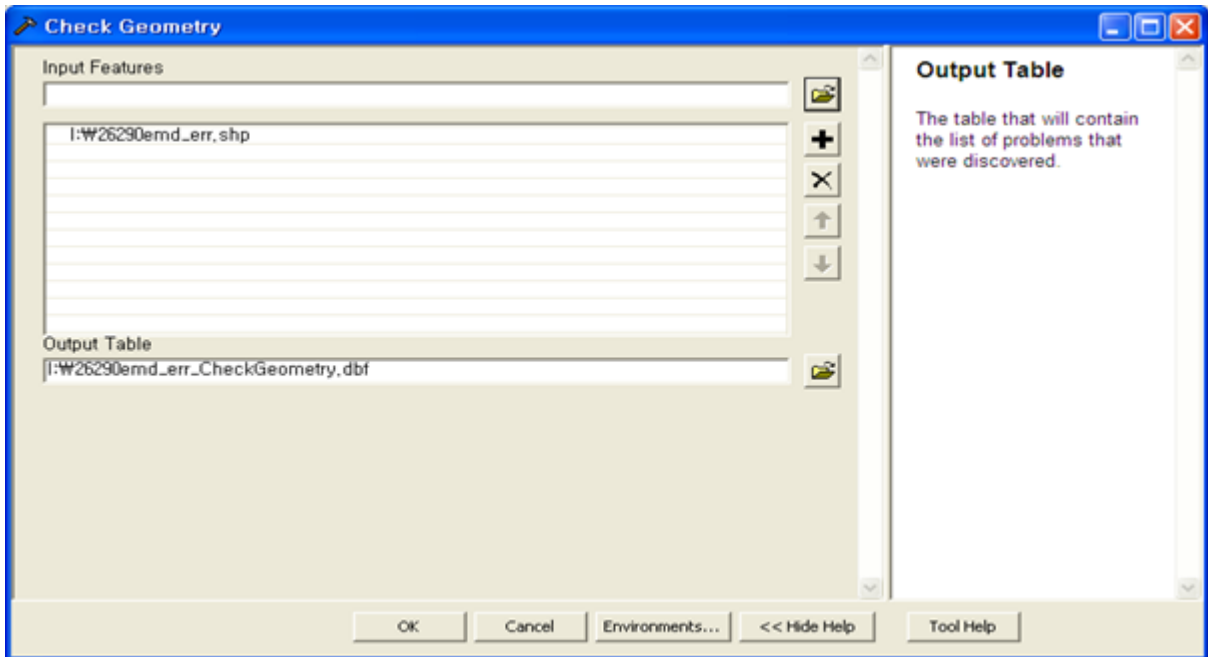 Check Geometry
Input Features
I:₩26290emd_err,shp
Output Table
I:₩26290emd_err_CheckGeometry,dbf
OK
Cancel
Environments...
<< Hide Help
Tool Help
Output Table
The table that will contain
the list of problems that
were discovered.